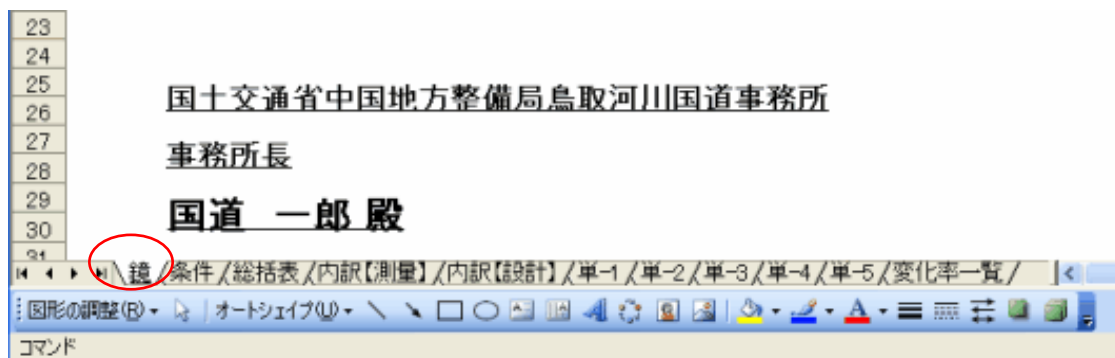 23
24
25
国土交通省中国地方整備局鳥取河川国道事務所
26
27
事務所長
28
29
国道 一郎 殿
30
31
鏡/条件/総括表/内訳【測量】/内訳【設計】/単-1/単-2/単-3/単-4/単-5/変化率一覧/
図形の調整(R) オートシェイプ(U) A A
コマンド